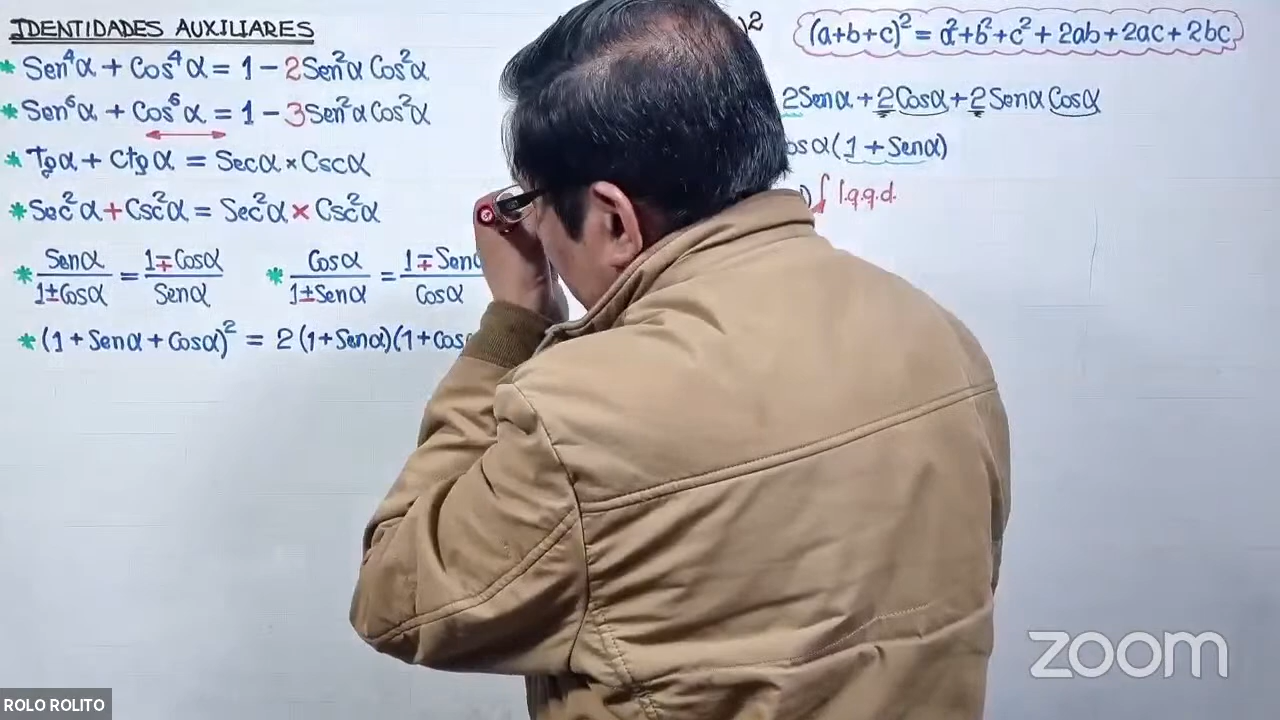 IDENTIDADES AUXILIARES
* Sen⁴α + Cos⁴α = 1 - 2Sen²α Cos²α
* Sen⁶α + Cos⁶α = 1 - 3Sen²α Cos²α
* Tgα + Ctgα = Secα × Cscα
* Sec²α + Csc²α = Sec²α × Csc²α
* Senα/1±Cosα = 1∓Cosα/Senα * Cosα/1±Senα = 1∓Senα/Cosα
* (1 + Senα + Cosα)² = 2 (1+Senα)(1+Cos
)²
(a+b+c)² = a²+b²+c² + 2ab + 2ac + 2bc
2Senα + 2Cosα + 2Senα Cosα
osα (1 + Senα)
) l.q.q.d.
zoom
ROLO ROLITO